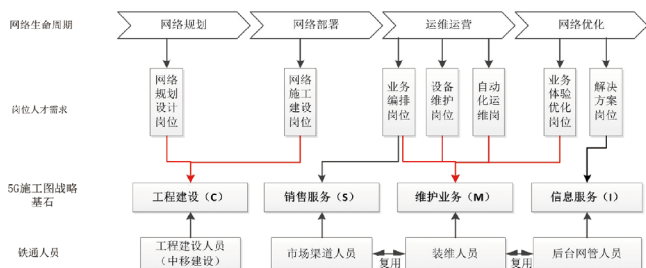 网络生命周期
网络规划
网络部署
运维运营
网络优化
岗位人才需求
网络
规划
设计
岗位
网络
施工
建设
岗位
业务
编排
岗位
设备
维护
岗位
自动
化运
维岗
业务
体验
优化
岗位
解决
方案
岗位
5G施工图战略
基石
工程建设（C）
销售服务（S）
维护业务（M）
信息服务（I）
铁通人员
工程建设人员
（中移建设）
市场渠道人员
复用
装维人员
复用
后台网管人员